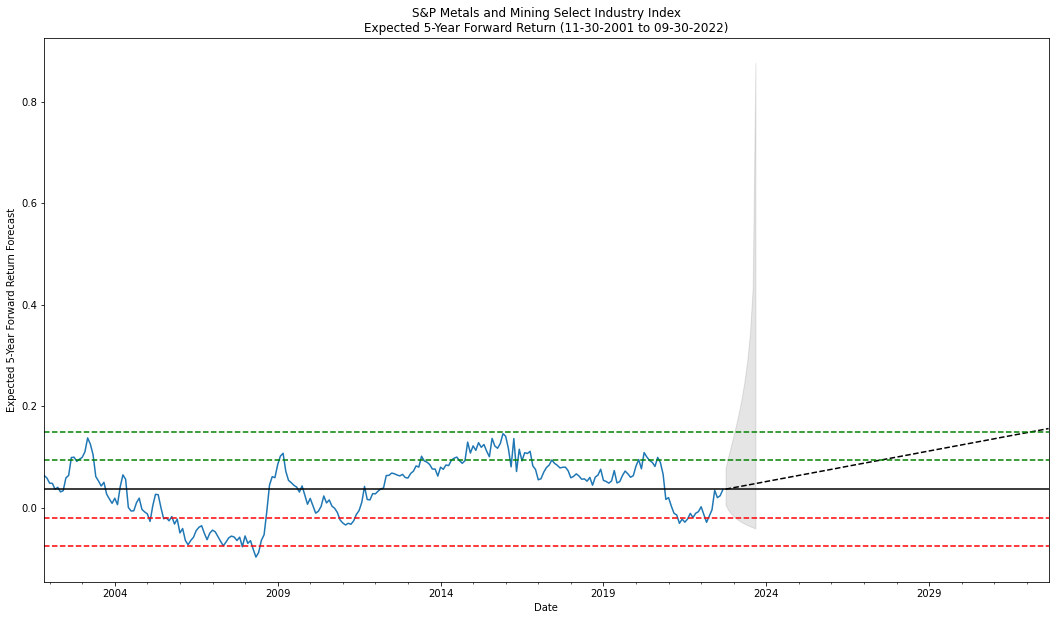 S&P Metals and Mining Select Industry Index
Expected 5-Year Forward Return (11-30-2001 to 09-30-2022)
Expected 5-Year Forward Return Forecast
0.8
0.6
0.4
0.2
0.0
2004
2009
2014
2019
2024
2029
Date